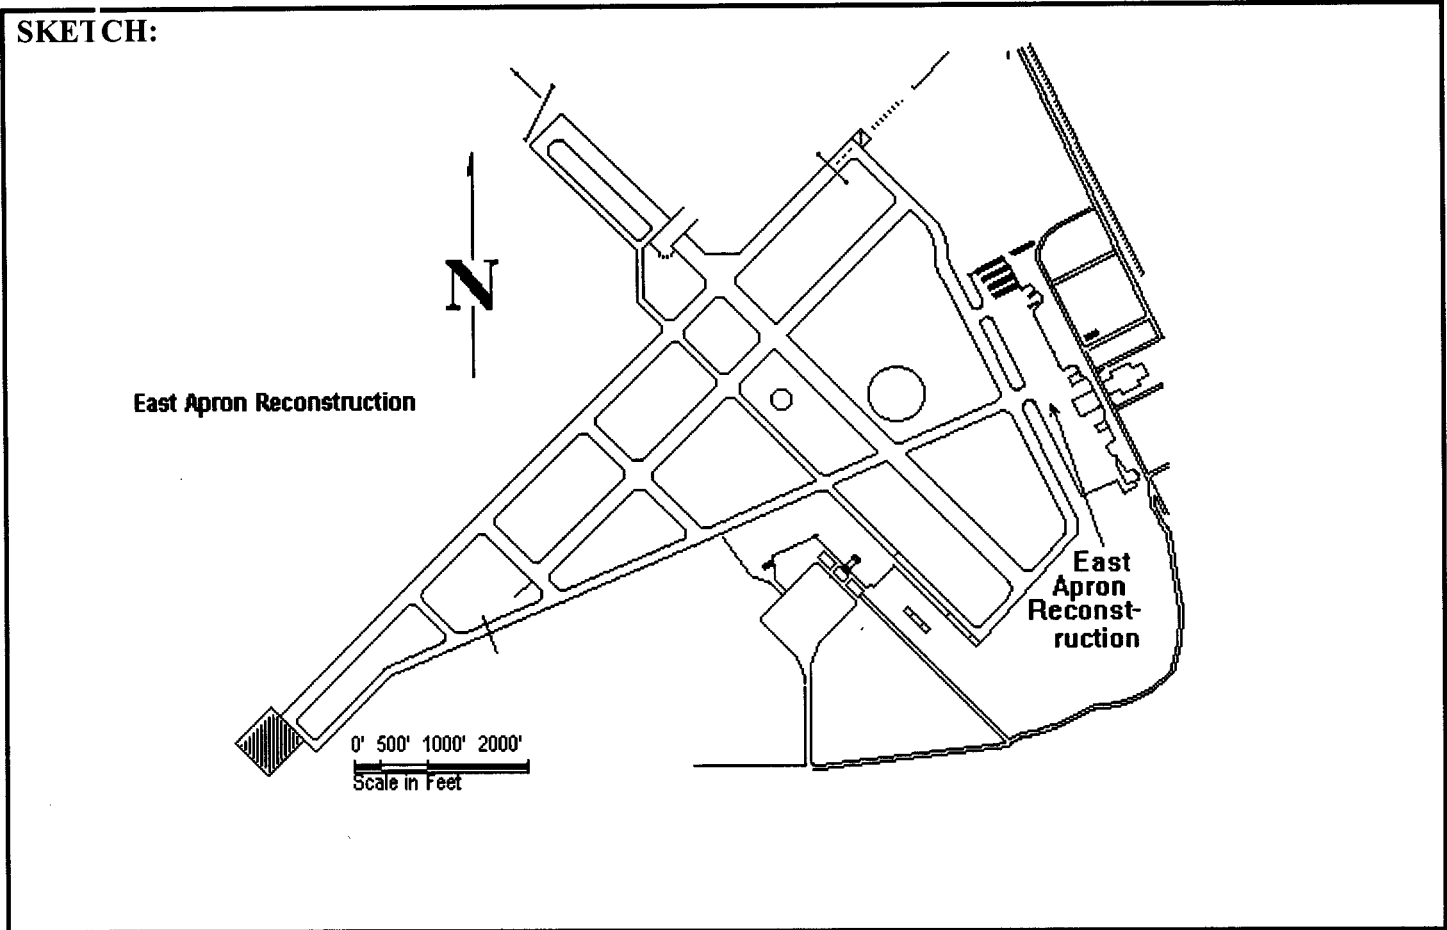 SKETCH:
N
East Apron Reconstruction
East
Apron
Reconst-
ruction
0' 500' 1000' 2000'
Scale in Feet